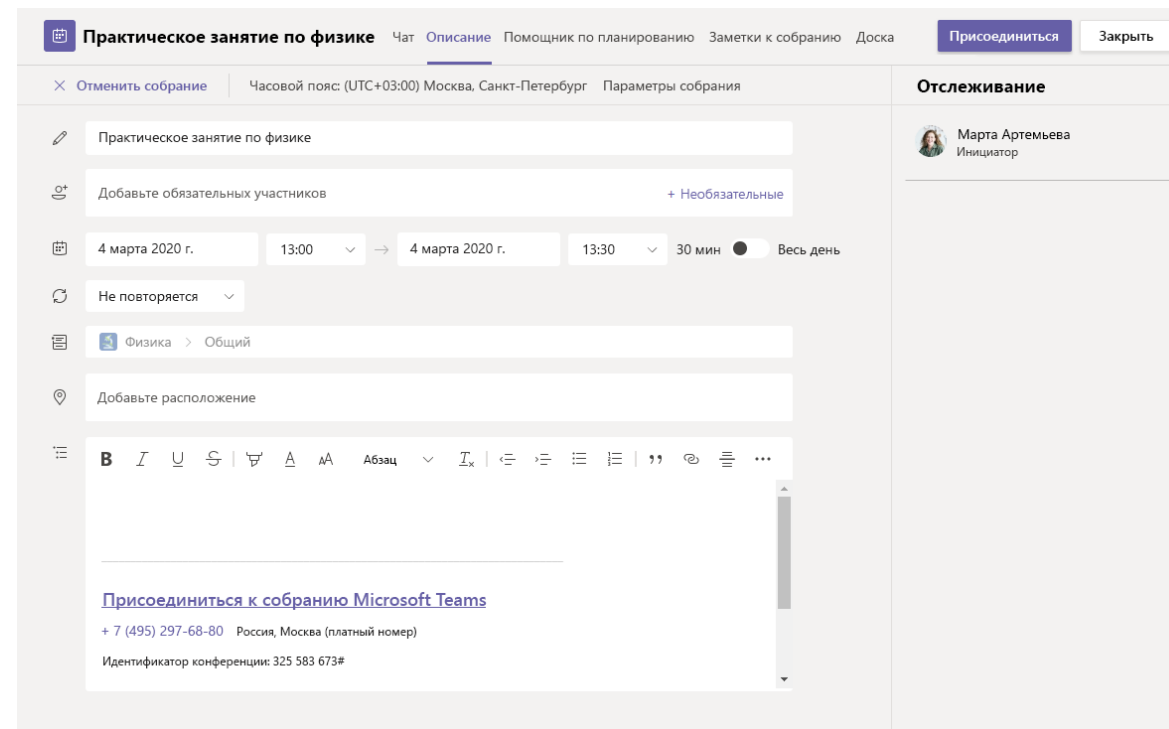 Практическое занятие по физике Чат Описание Помощник по планированию Заметки к собранию Доска Присоединиться Закрыть
Отменить собрание Часовой пояс: (UTC+03:00) Москва, Санкт-Петербург Параметры собрания
Отслеживание
Практическое занятие по физике
Марта Артемьева
Инициатор
Добавьте обязательных участников + Необязательные
4 марта 2020 г. 13:00 → 4 марта 2020 г. 13:30 30 мин Весь день
Не повторяется
Физика > Общий
Добавьте расположение
B I U S A AA Абзац Ix
Присоединиться к собранию Microsoft Teams
+ 7 (495) 297-68-80 Россия, Москва (платный номер)
Идентификатор конференции: 325 583 673#